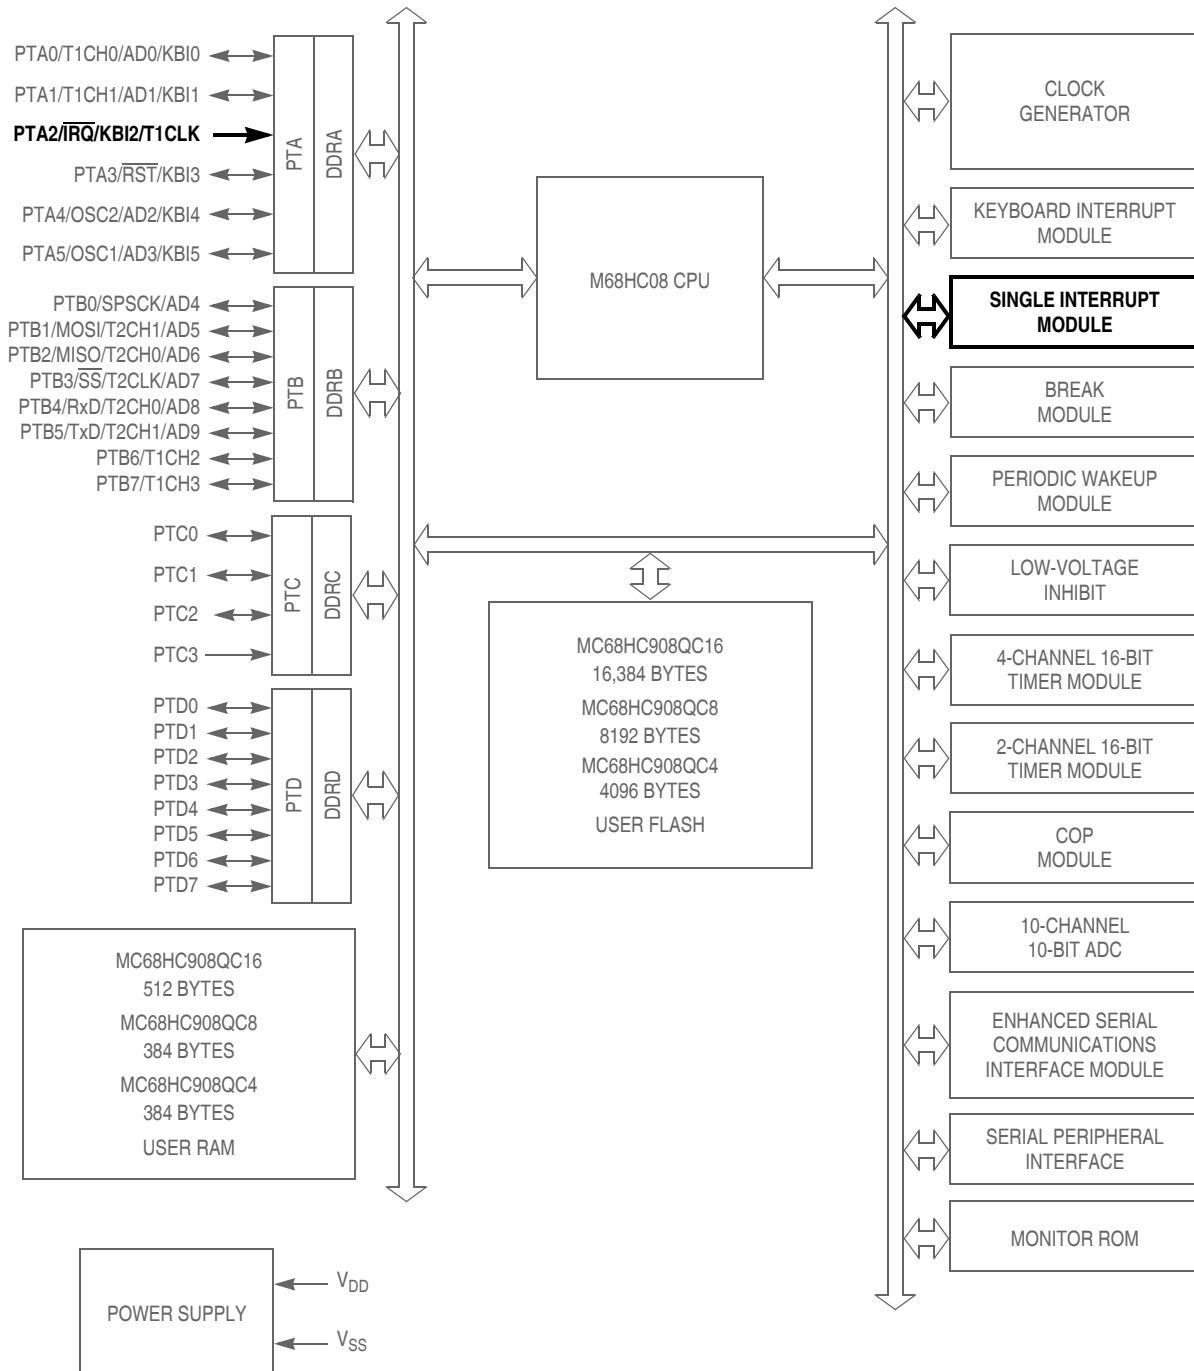 PTA0/T1CH0/AD0/KBI0
PTA1/T1CH1/AD1/KBI1
PTA2/I̅R̅Q̅/KBI2/T1CLK
PTA3/R̅S̅T̅/KBI3
PTA4/OSC2/AD2/KBI4
PTA5/OSC1/AD3/KBI5
PTA
DDRA
PTB0/SPSCK/AD4
PTB1/MOSI/T2CH1/AD5
PTB2/MISO/T2CH0/AD6
PTB3/S̅S̅/T2CLK/AD7
PTB4/RxD/T2CH0/AD8
PTB5/TxD/T2CH1/AD9
PTB6/T1CH2
PTB7/T1CH3
PTB
DDRB
PTC0
PTC1
PTC2
PTC3
PTC
DDRC
PTD0
PTD1
PTD2
PTD3
PTD4
PTD5
PTD6
PTD7
PTD
DDRD
MC68HC908QC16
512 BYTES
MC68HC908QC8
384 BYTES
MC68HC908QC4
384 BYTES
USER RAM
POWER SUPPLY
VDD
VSS
M68HC08 CPU
MC68HC908QC16
16,384 BYTES
MC68HC908QC8
8192 BYTES
MC68HC908QC4
4096 BYTES
USER FLASH
CLOCK
GENERATOR
KEYBOARD INTERRUPT
MODULE
SINGLE INTERRUPT
MODULE
BREAK
MODULE
PERIODIC WAKEUP
MODULE
LOW-VOLTAGE
INHIBIT
4-CHANNEL 16-BIT
TIMER MODULE
2-CHANNEL 16-BIT
TIMER MODULE
COP
MODULE
10-CHANNEL
10-BIT ADC
ENHANCED SERIAL
COMMUNICATIONS
INTERFACE MODULE
SERIAL PERIPHERAL
INTERFACE
MONITOR ROM